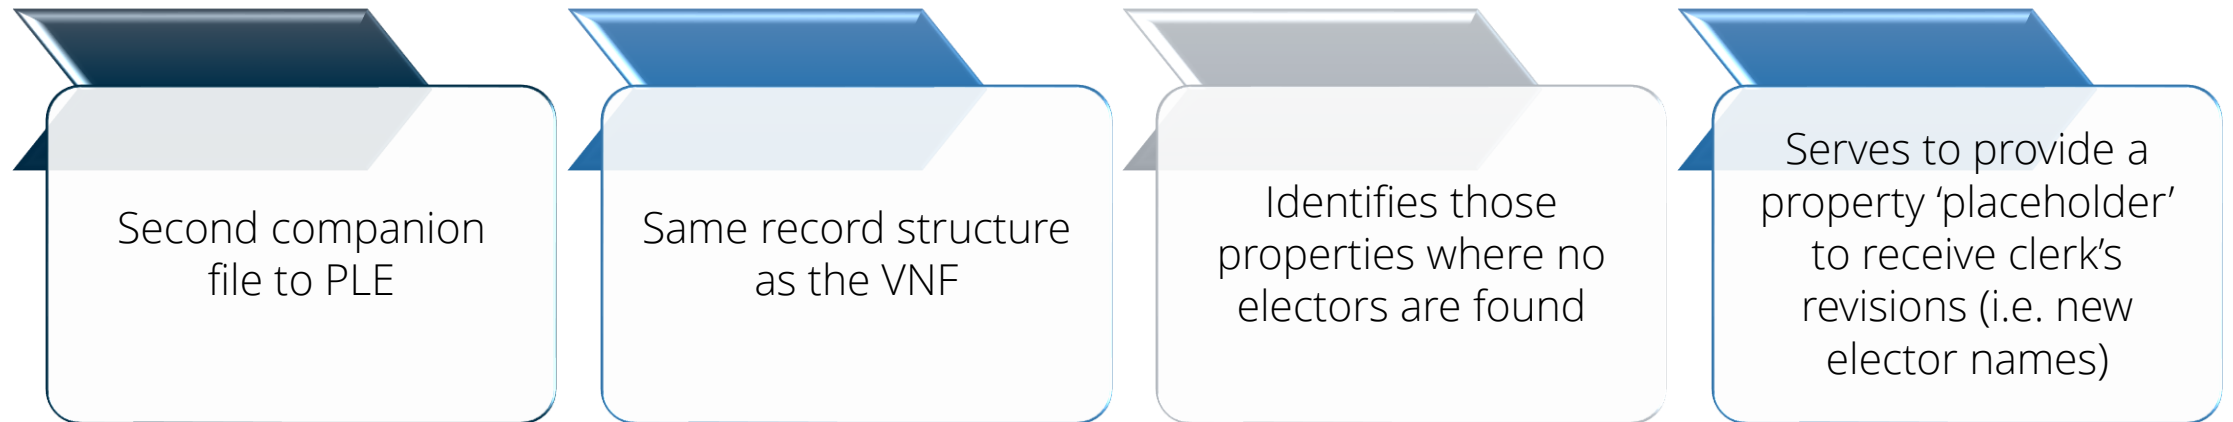 Second companion
file to PLE
Same record structure
as the VNF
Identifies those
properties where no
electors are found
Serves to provide a
property ‘placeholder’
to receive clerk’s
revisions (i.e. new
elector names)